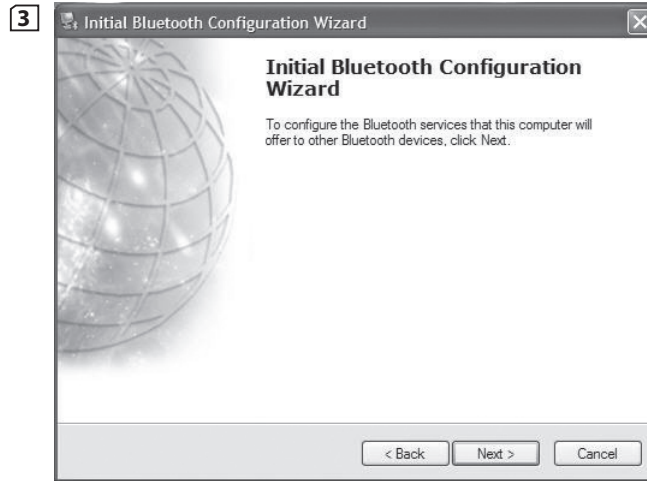 3
Initial Bluetooth Configuration Wizard
Initial Bluetooth Configuration
Wizard
To configure the Bluetooth services that this computer will
offer to other Bluetooth devices, click Next.
< Back Next > Cancel